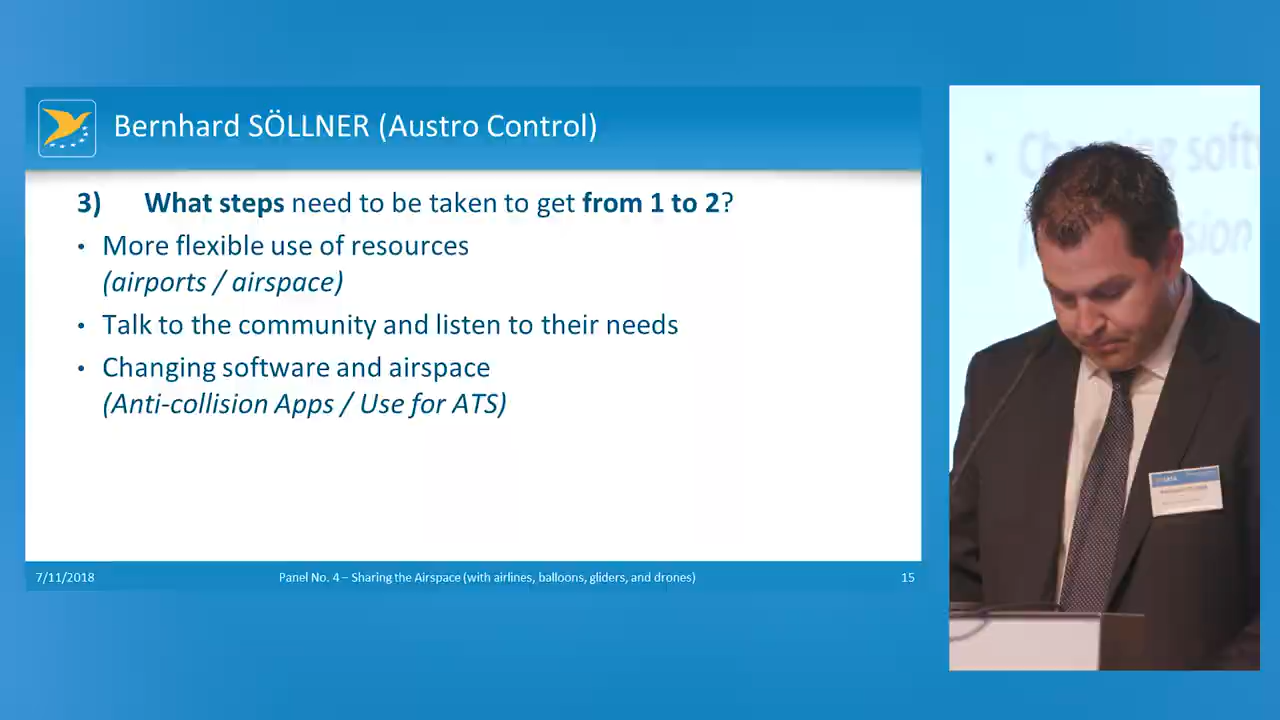 Bernhard SÖLLNER (Austro Control)
3) What steps need to be taken to get from 1 to 2?
• More flexible use of resources
(airports / airspace)
• Talk to the community and listen to their needs
• Changing software and airspace
(Anti-collision Apps / Use for ATS)
7/11/2018 Panel No. 4 – Sharing the Airspace (with airlines, balloons, gliders, and drones) 15